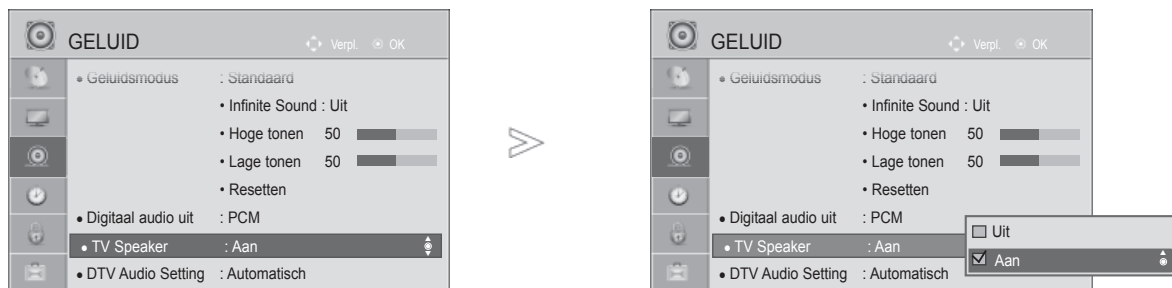 GELUID
Verpl. OK
• Geluidsmodus : Standaard
• Infinite Sound : Uit
• Hoge tonen 50
• Lage tonen 50
• Resetten
• Digitaal audio uit : PCM
• TV Speaker : Aan
• DTV Audio Setting : Automatisch
>
GELUID
Verpl. OK
• Geluidsmodus : Standaard
• Infinite Sound : Uit
• Hoge tonen 50
• Lage tonen 50
• Resetten
• Digitaal audio uit : PCM
• TV Speaker : Aan
• DTV Audio Setting : Automatisch
Uit
Aan